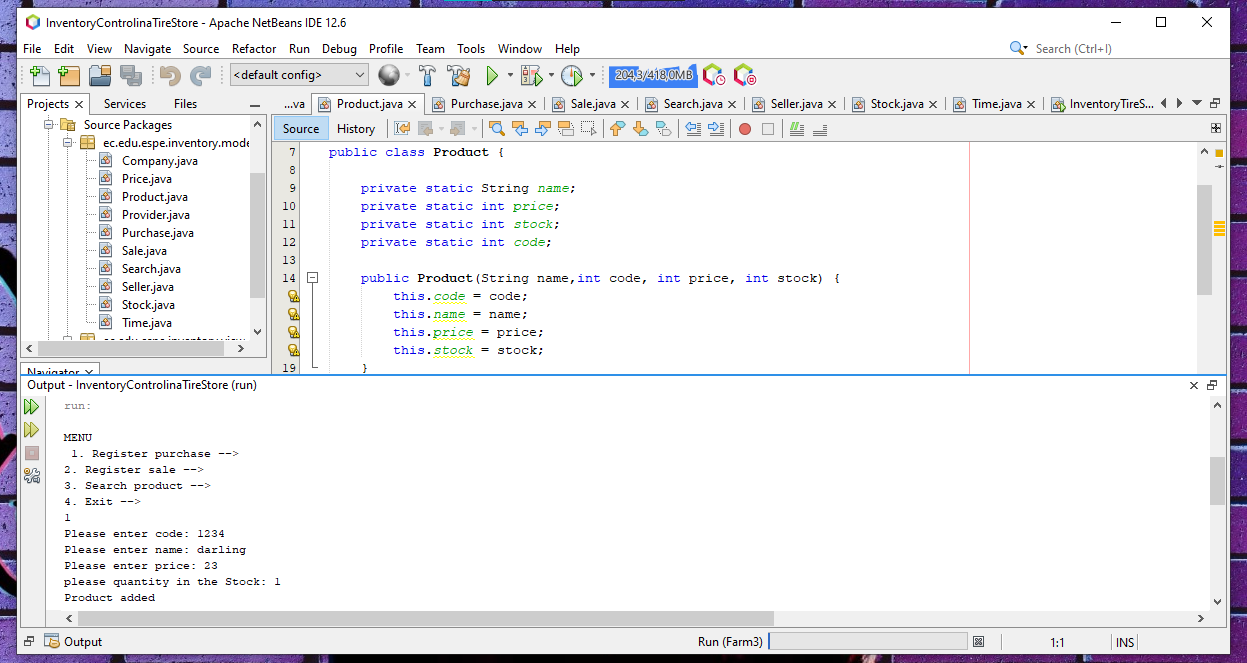 InventoryControlinaTireStore - Apache NetBeans IDE 12.6
File Edit View Navigate Source Refactor Run Debug Profile Team Tools Window Help
Search (Ctrl+I)
<default config>
204,3/418,0MB
Projects Services Files
...va Product.java Purchase.java Sale.java Search.java Seller.java Stock.java Time.java InventoryTireS...
Source Packages
ec.edu.espe.inventory.mode
Company.java
Price.java
Product.java
Provider.java
Purchase.java
Sale.java
Search.java
Seller.java
Stock.java
Time.java
ec.edu.espe.inventory.view
Navigator
Source History
7 public class Product {
8
9 private static String name;
10 private static int price;
11 private static int stock;
12 private static int code;
13
14 public Product(String name,int code, int price, int stock) {
this.code = code;
this.name = name;
this.price = price;
this.stock = stock;
19 }
Output - InventoryControlinaTireStore (run)
run:
MENU
1. Register purchase -->
2. Register sale -->
3. Search product -->
4. Exit -->
1
Please enter code: 1234
Please enter name: darling
Please enter price: 23
please quantity in the Stock: 1
Product added
Output
Run (Farm3)
1:1
INS